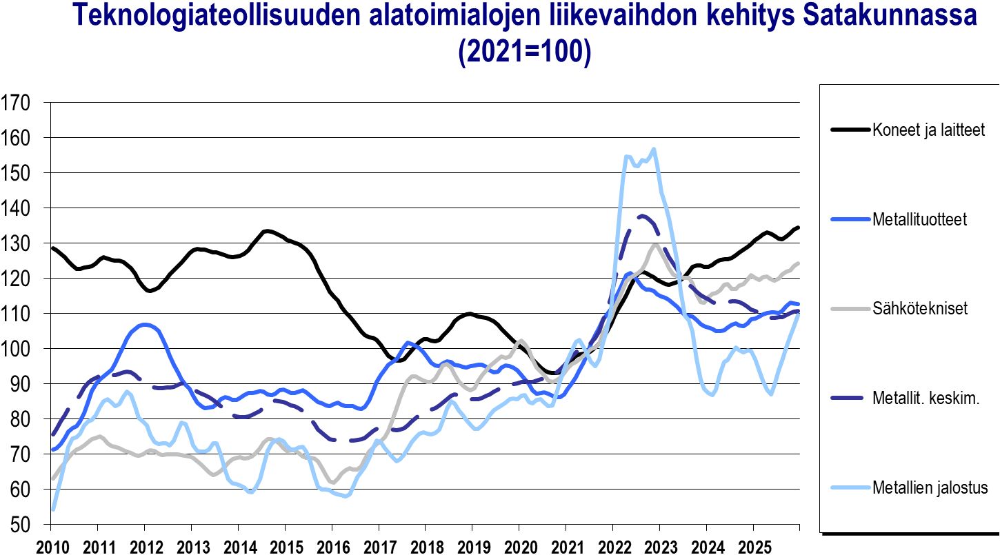 Teknologiateollisuuden alatoimialojen liikevaihdon kehitys Satakunnassa
(2021=100)
170
160
150
140
130
120
110
100
90
80
70
60
50
2010 2011 2012 2013 2014 2015 2016 2017 2018 2019 2020 2021 2022 2023 2024 2025
Koneet ja laitteet
Metallituotteet
Sähkötekniset
Metallit. keskim.
Metallien jalostus